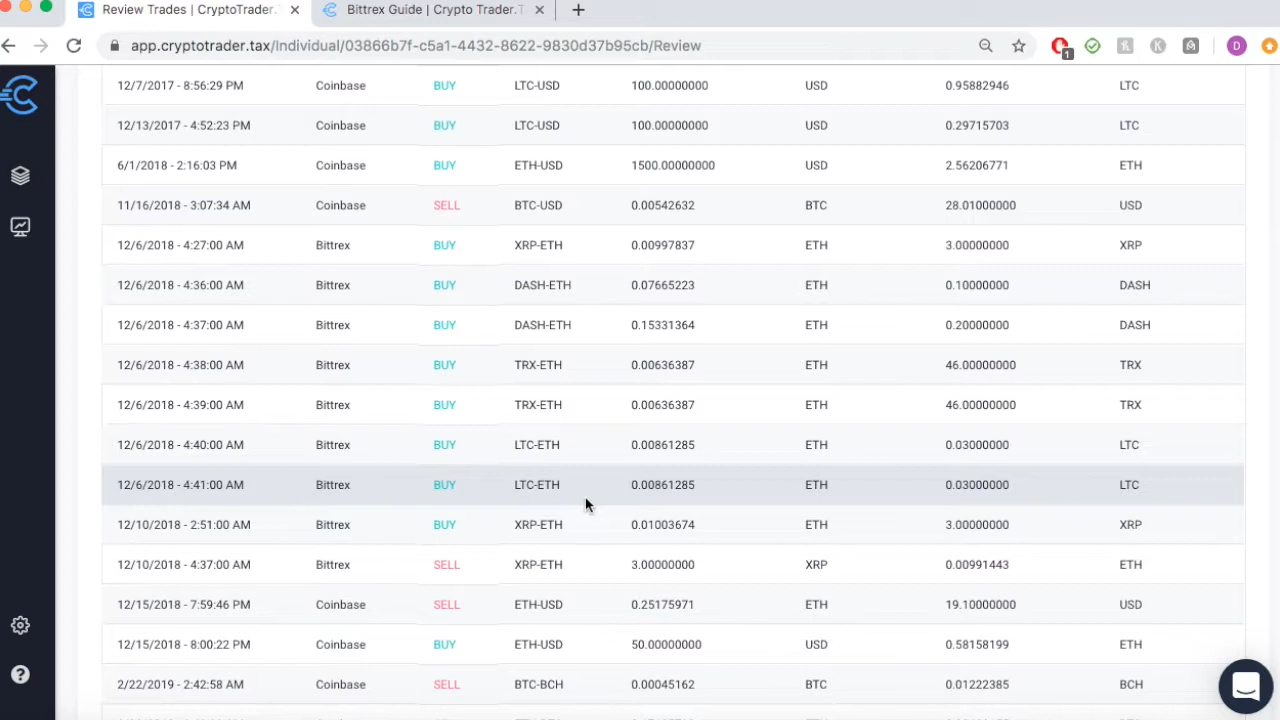 Review Trades | CryptoTrader. Bittrex Guide | Crypto Trader.T
app.cryptotrader.tax/Individual/03866b7f-c5a1-4432-8622-9830d37b95cb/Review 1 D
12/7/2017 - 8:56:29 PM Coinbase BUY LTC-USD 100.00000000 USD 0.95882946 LTC
12/13/2017 - 4:52:23 PM Coinbase BUY LTC-USD 100.00000000 USD 0.29715703 LTC
6/1/2018 - 2:16:03 PM Coinbase BUY ETH-USD 1500.00000000 USD 2.56206771 ETH
11/16/2018 - 3:07:34 AM Coinbase SELL BTC-USD 0.00542632 BTC 28.01000000 USD
12/6/2018 - 4:27:00 AM Bittrex BUY XRP-ETH 0.00997837 ETH 3.00000000 XRP
12/6/2018 - 4:36:00 AM Bittrex BUY DASH-ETH 0.07665223 ETH 0.10000000 DASH
12/6/2018 - 4:37:00 AM Bittrex BUY DASH-ETH 0.15331364 ETH 0.20000000 DASH
12/6/2018 - 4:38:00 AM Bittrex BUY TRX-ETH 0.00636387 ETH 46.00000000 TRX
12/6/2018 - 4:39:00 AM Bittrex BUY TRX-ETH 0.00636387 ETH 46.00000000 TRX
12/6/2018 - 4:40:00 AM Bittrex BUY LTC-ETH 0.00861285 ETH 0.03000000 LTC
12/6/2018 - 4:41:00 AM Bittrex BUY LTC-ETH 0.00861285 ETH 0.03000000 LTC
12/10/2018 - 2:51:00 AM Bittrex BUY XRP-ETH 0.01003674 ETH 3.00000000 XRP
12/10/2018 - 4:37:00 AM Bittrex SELL XRP-ETH 3.00000000 XRP 0.00991443 ETH
12/15/2018 - 7:59:46 PM Coinbase SELL ETH-USD 0.25175971 ETH 19.10000000 USD
12/15/2018 - 8:00:22 PM Coinbase BUY ETH-USD 50.00000000 USD 0.58158199 ETH
2/22/2019 - 2:42:58 AM Coinbase SELL BTC-BCH 0.00045162 BTC 0.01222385 BCH